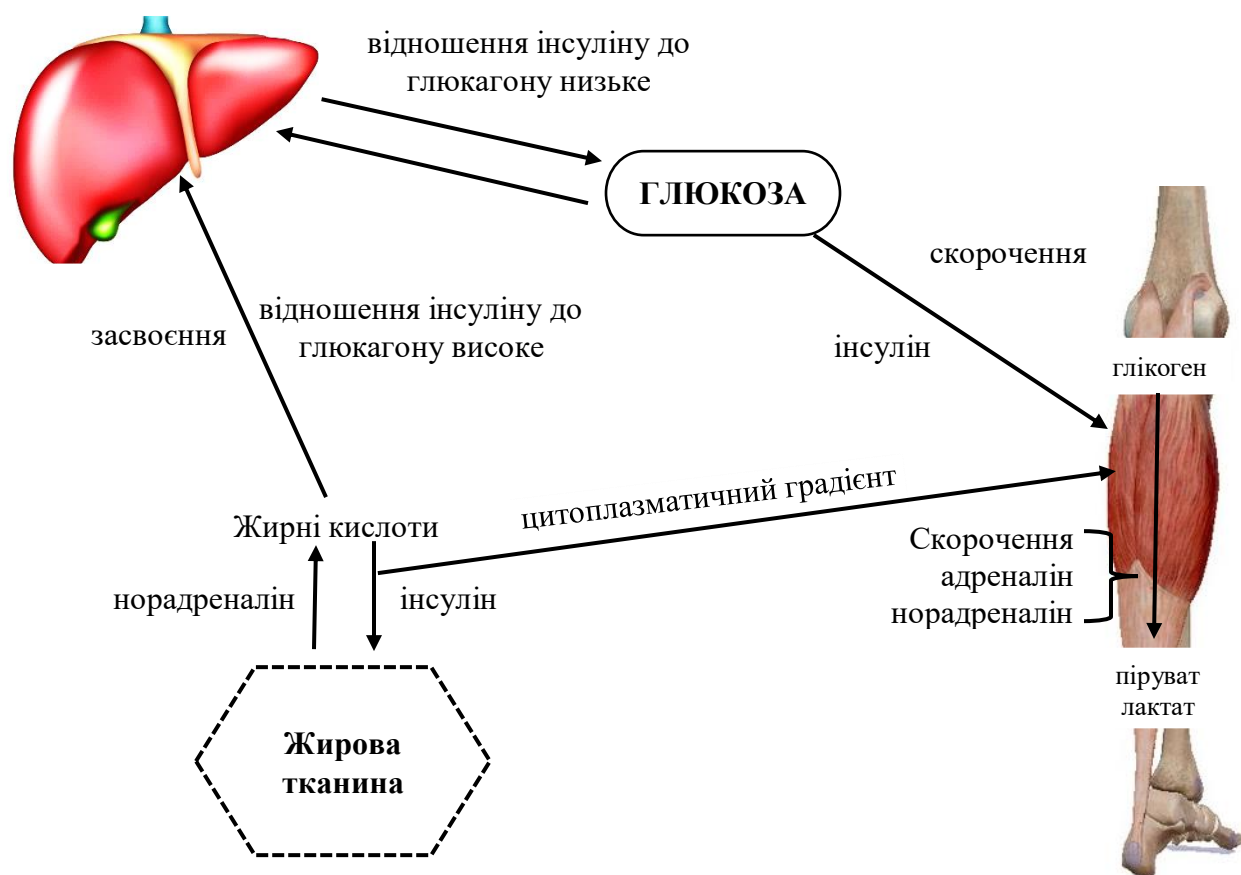 відношення інсуліну до
глюкагону низьке
ГЛЮКОЗА
скорочення
засвоєння
відношення інсуліну до
глюкагону високе
інсулін
глікоген
цитоплазматичний градієнт
Жирні кислоти
Скорочення
адреналін
норадреналін
норадреналін
інсулін
піруват
лактат
Жирова
тканина